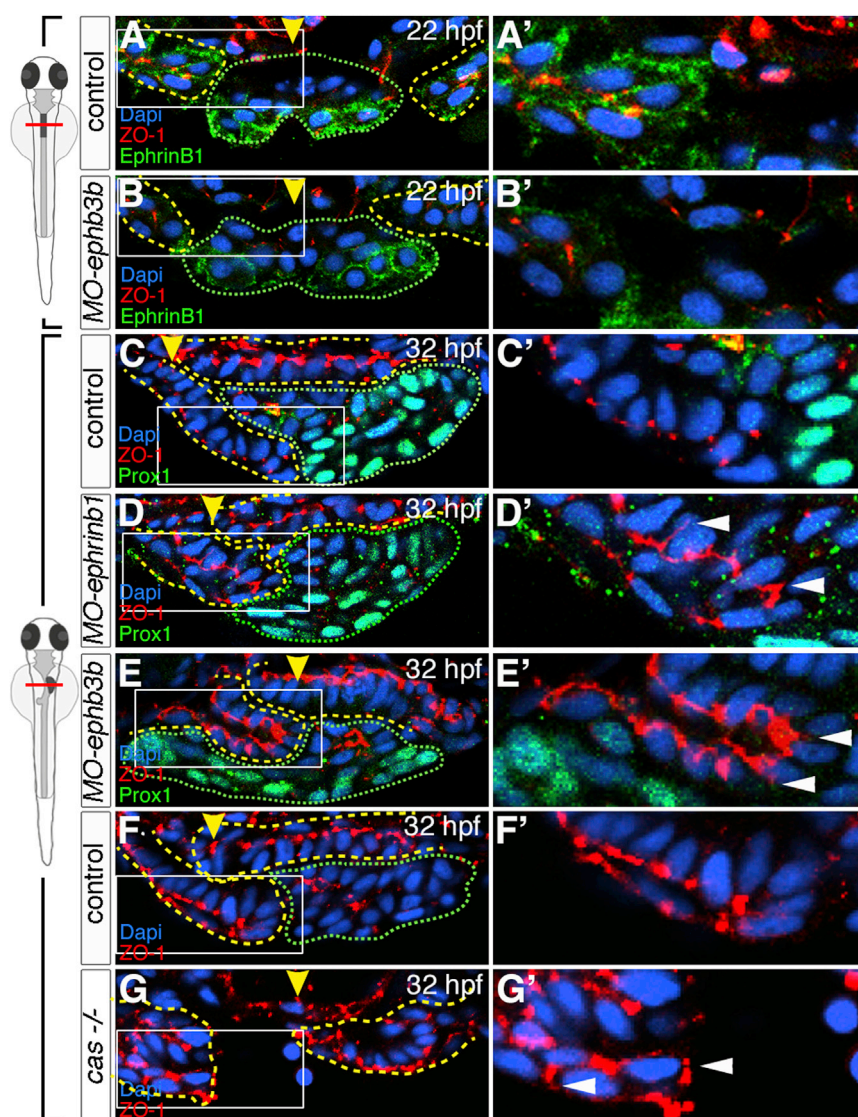 control
A
22 hpf
Dapi
ZO-1
EphrinB1
A'
MO-ephb3b
B
22 hpf
Dapi
ZO-1
EphrinB1
B'
control
C
32 hpf
Dapi
ZO-1
Prox1
C'
MO-ephrinb1
D
32 hpf
Dapi
ZO-1
Prox1
D'
MO-ephb3b
E
32 hpf
Dapi
ZO-1
Prox1
E'
control
F
32 hpf
Dapi
ZO-1
F'
cas -/-
G
32 hpf
Dapi
ZO-1
G'